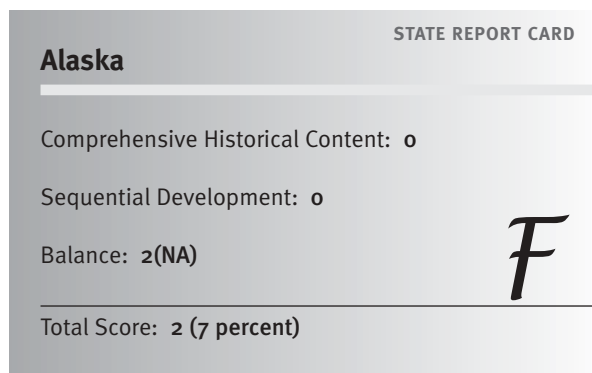 STATE REPORT CARD
Alaska
Comprehensive Historical Content: 0
Sequential Development: 0
Balance: 2(NA)
F
Total Score: 2 (7 percent)